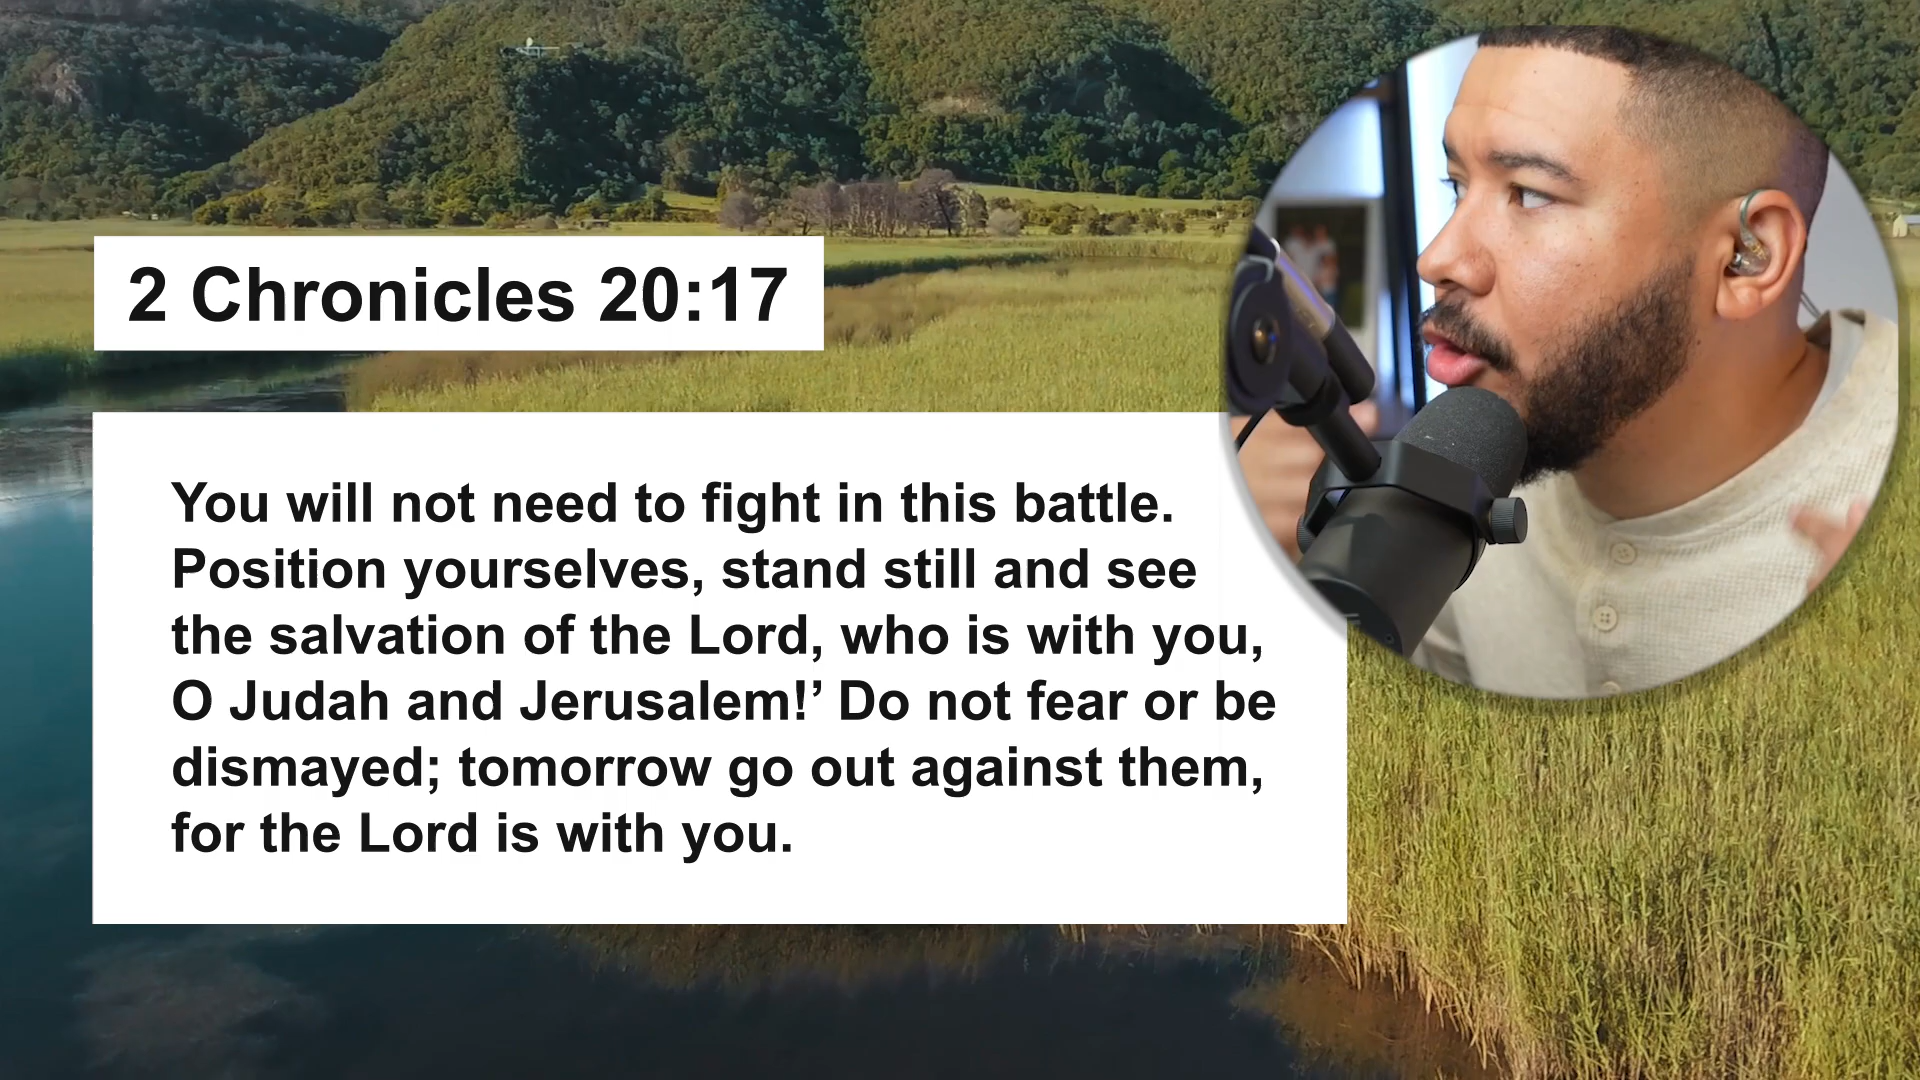 2 Chronicles 20:17
You will not need to fight in this battle.
Position yourselves, stand still and see
the salvation of the Lord, who is with you,
O Judah and Jerusalem!’ Do not fear or be
dismayed; tomorrow go out against them,
for the Lord is with you.